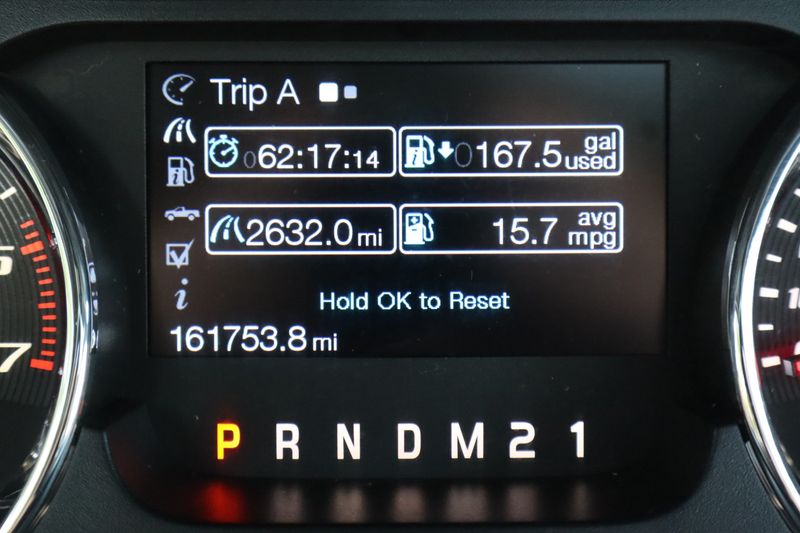 Trip A
062:17:14
0167.5 gal used
2632.0 mi
15.7 avg mpg
Hold OK to Reset
161753.8 mi
P R N D M 2 1
7